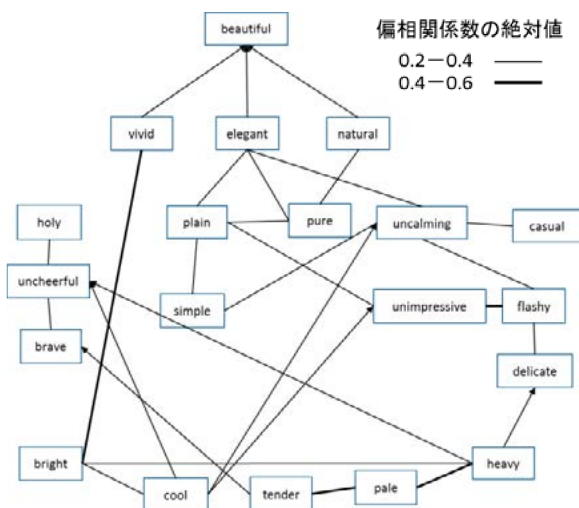 beautiful
偏相関係数の絶対値
0.2－0.4
0.4－0.6
vivid
elegant
natural
holy
plain
pure
uncalming
casual
uncheerful
simple
unimpressive
flashy
brave
delicate
bright
cool
tender
pale
heavy